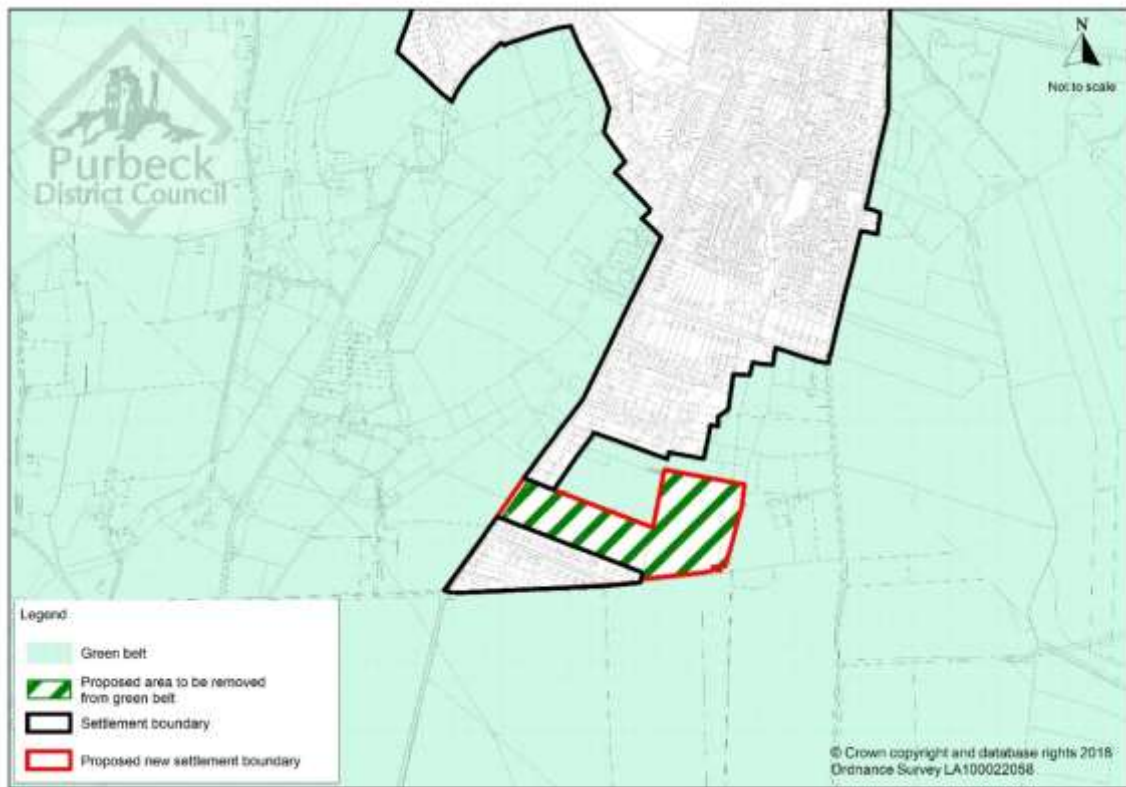 Purbeck
District Council
N
Not to scale
Legend
Green belt
Proposed area to be removed
from green belt
Settlement boundary
Proposed new settlement boundary
© Crown copyright and database rights 2018
Ordnance Survey LA100022058